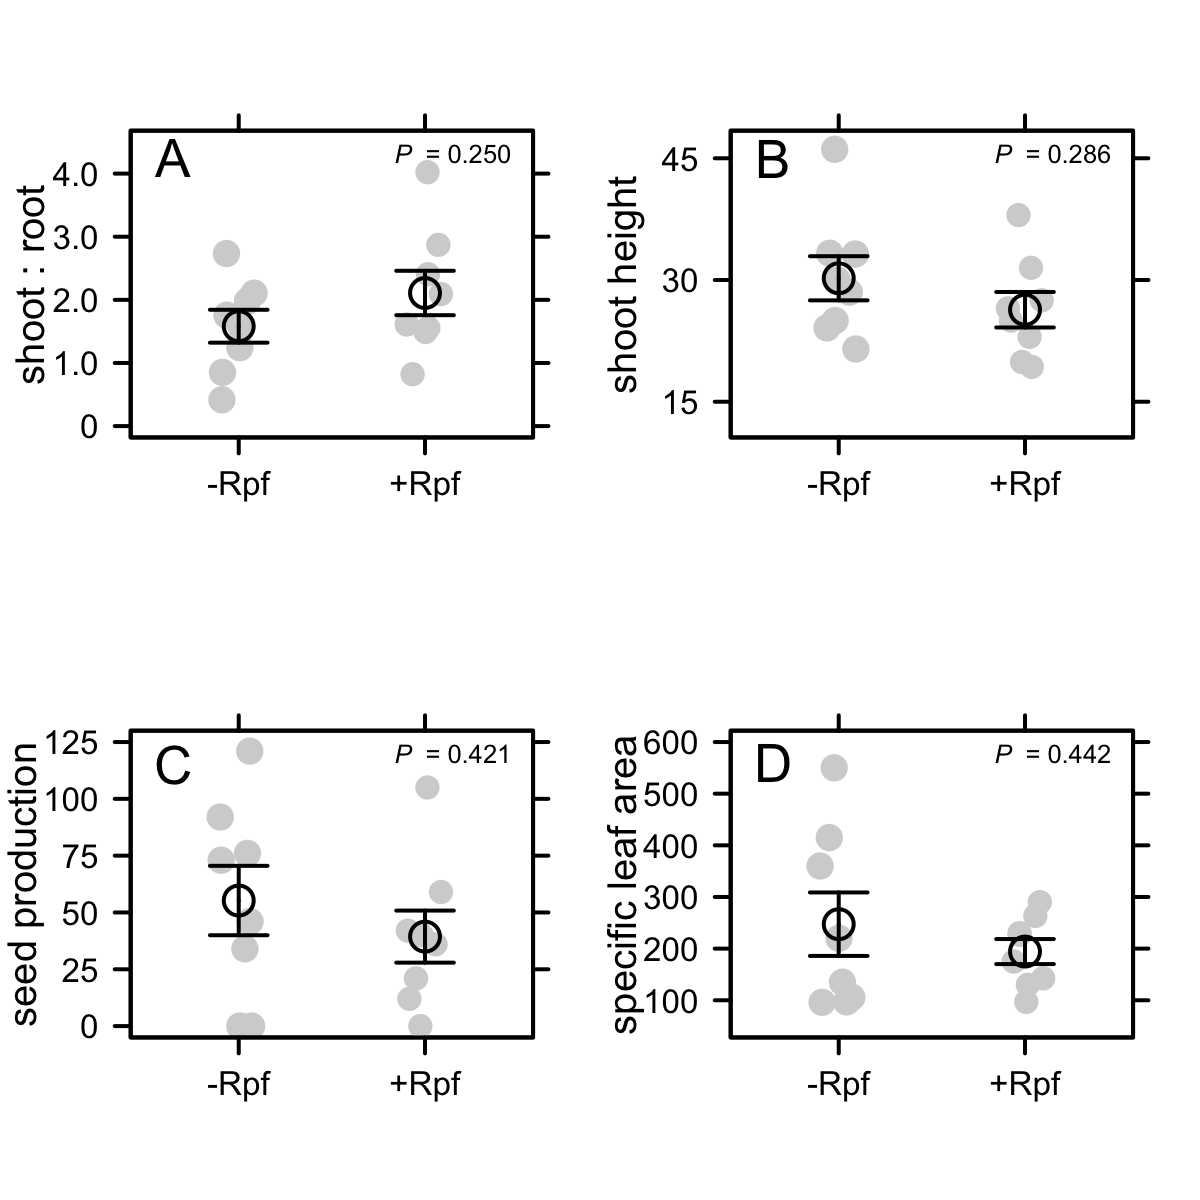 A
P = 0.250
shoot : root
4.0
3.0
2.0
1.0
0
-Rpf
+Rpf
B
P = 0.286
shoot height
45
30
15
-Rpf
+Rpf
C
P = 0.421
seed production
125
100
75
50
25
0
-Rpf
+Rpf
D
P = 0.442
specific leaf area
600
500
400
300
200
100
-Rpf
+Rpf